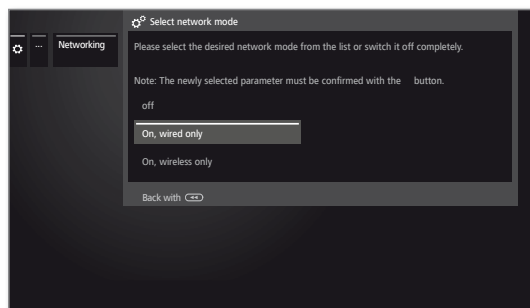 Select network mode
... Networking
Please select the desired network mode from the list or switch it off completely.
Note: The newly selected parameter must be confirmed with the button.
off
On, wired only
On, wireless only
Back with